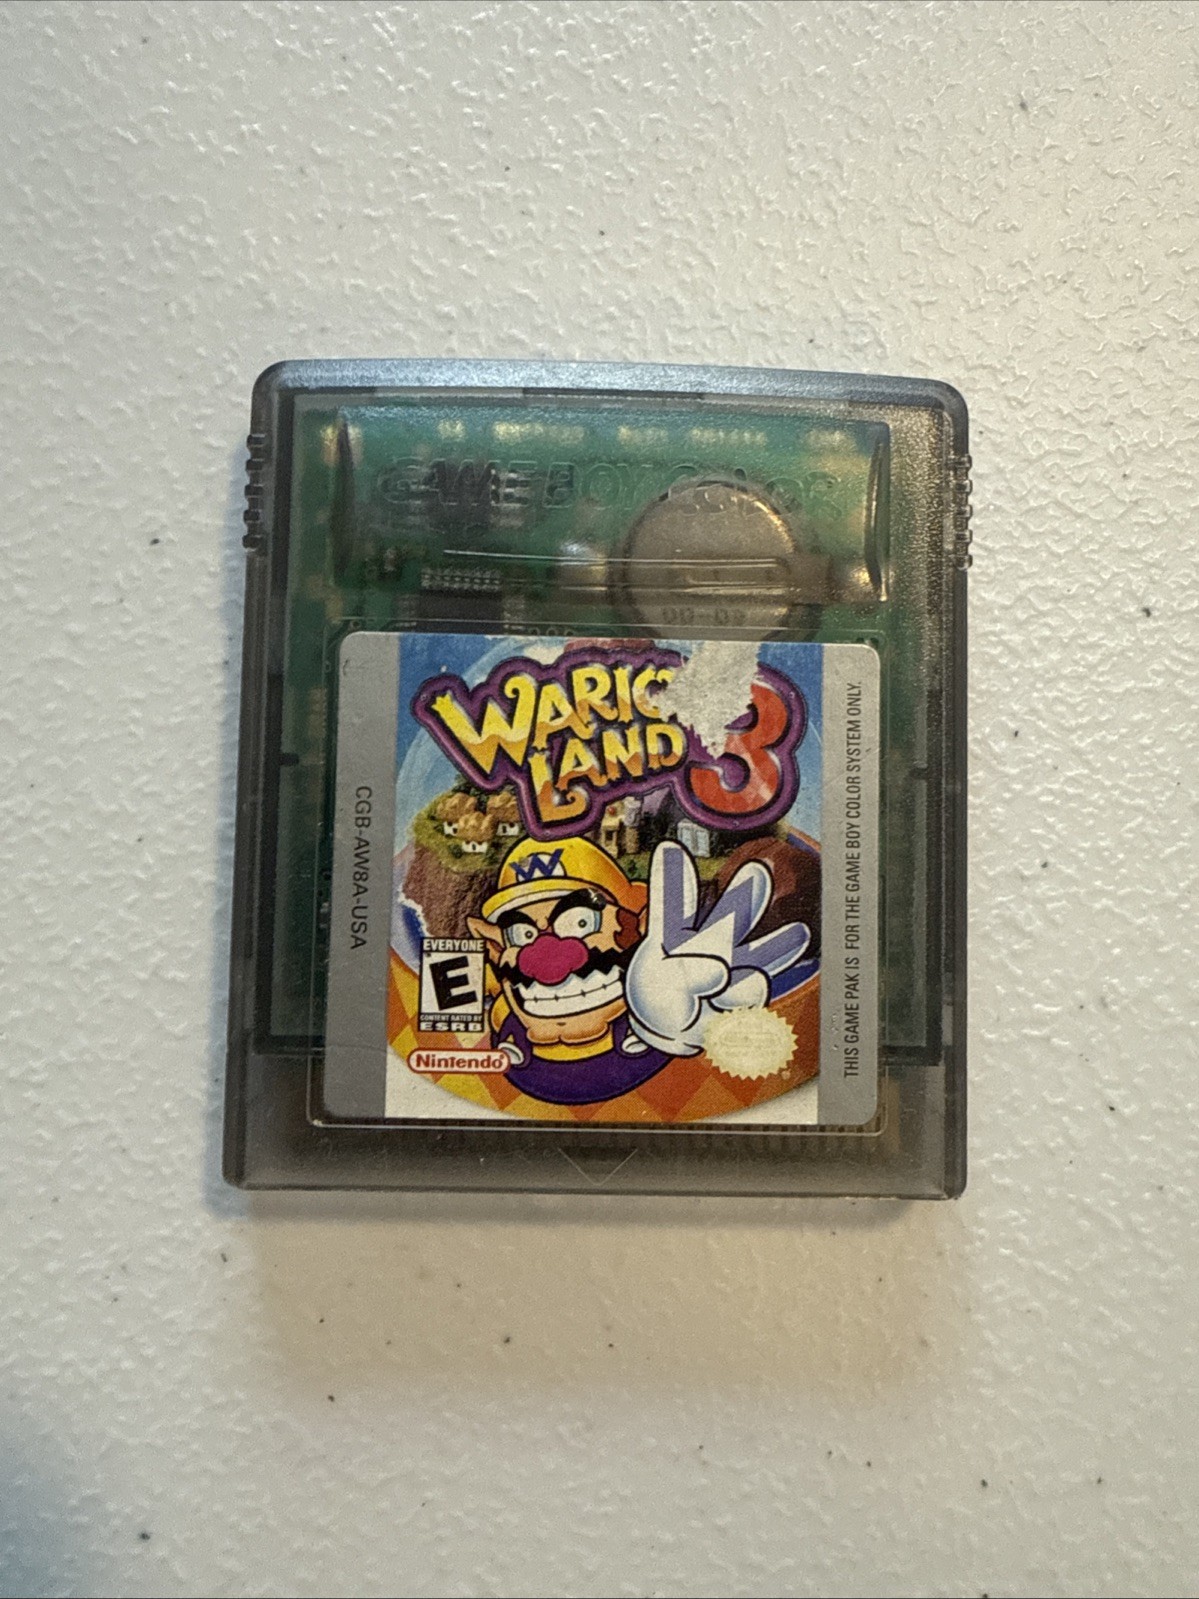 GAME BOY COLOR
WARIO
LAND 3
CGB-AW8A-USA
THIS GAME PAK IS FOR THE GAME BOY COLOR SYSTEM ONLY.
W
EVERYONE
E
CONTENT RATED BY
ESRB
Nintendo®